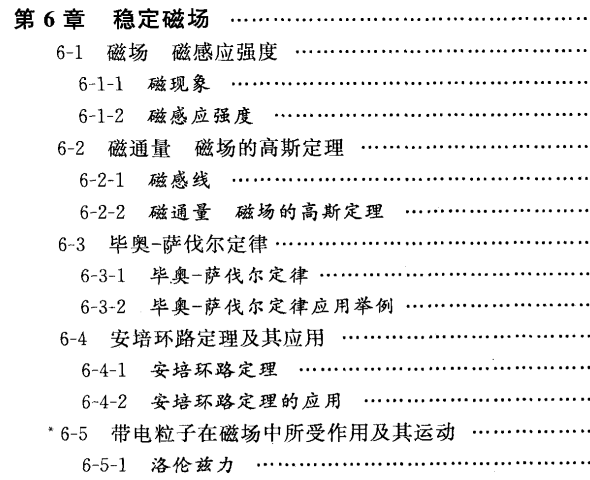 第 6 章 稳定磁场 ……………………………………
6-1 磁场 磁感应强度 ……………………………
6-1-1 磁现象 ……………………………………
6-1-2 磁感应强度 ………………………………
6-2 磁通量 磁场的高斯定理 ……………………
6-2-1 磁感线 ……………………………………
6-2-2 磁通量 磁场的高斯定理 …………………
6-3 毕奥-萨伐尔定律 ……………………………
6-3-1 毕奥-萨伐尔定律 …………………………
6-3-2 毕奥-萨伐尔定律应用举例 ………………
6-4 安培环路定理及其应用 ………………………
6-4-1 安培环路定理 ……………………………
6-4-2 安培环路定理的应用 ……………………
*6-5 带电粒子在磁场中所受作用及其运动 ………
6-5-1 洛伦兹力 …………………………………